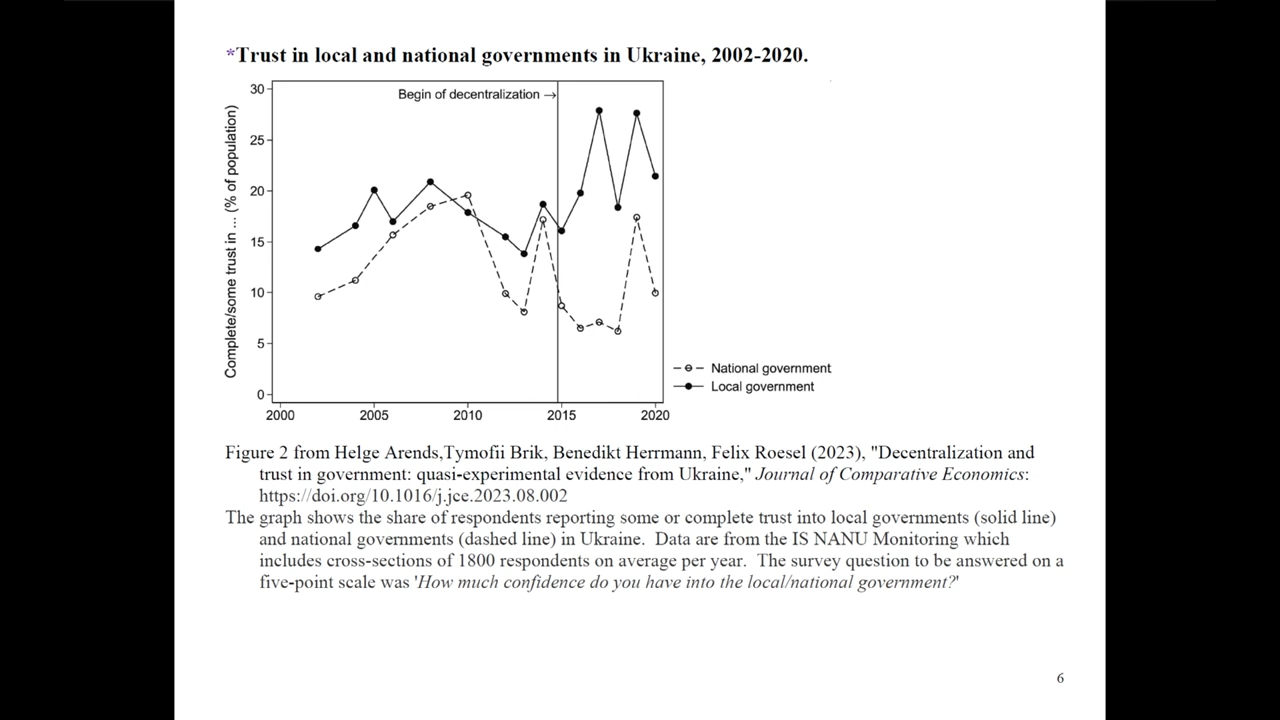 *Trust in local and national governments in Ukraine, 2002-2020.
30
25
20
15
10
5
0
Complete/some trust in ... (% of population)
Begin of decentralization →
2000 2005 2010 2015 2020
National government
Local government
Figure 2 from Helge Arends,Tymofii Brik, Benedikt Herrmann, Felix Roesel (2023), "Decentralization and
trust in government: quasi-experimental evidence from Ukraine," Journal of Comparative Economics:
https://doi.org/10.1016/j.jce.2023.08.002
The graph shows the share of respondents reporting some or complete trust into local governments (solid line)
and national governments (dashed line) in Ukraine. Data are from the IS NANU Monitoring which
includes cross-sections of 1800 respondents on average per year. The survey question to be answered on a
five-point scale was 'How much confidence do you have into the local/national government?'
6